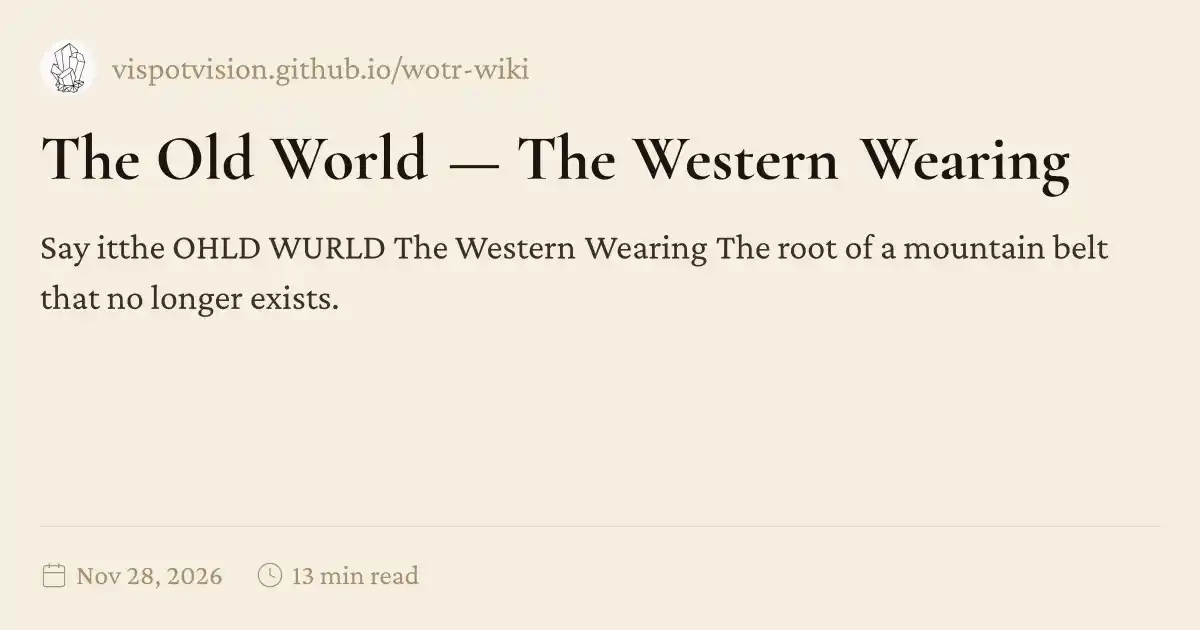 vispotvision.github.io/wotr-wiki
The Old World — The Western Wearing
Say itthe OHLD WURLD The Western Wearing The root of a mountain belt
that no longer exists.
Nov 28, 2026
13 min read